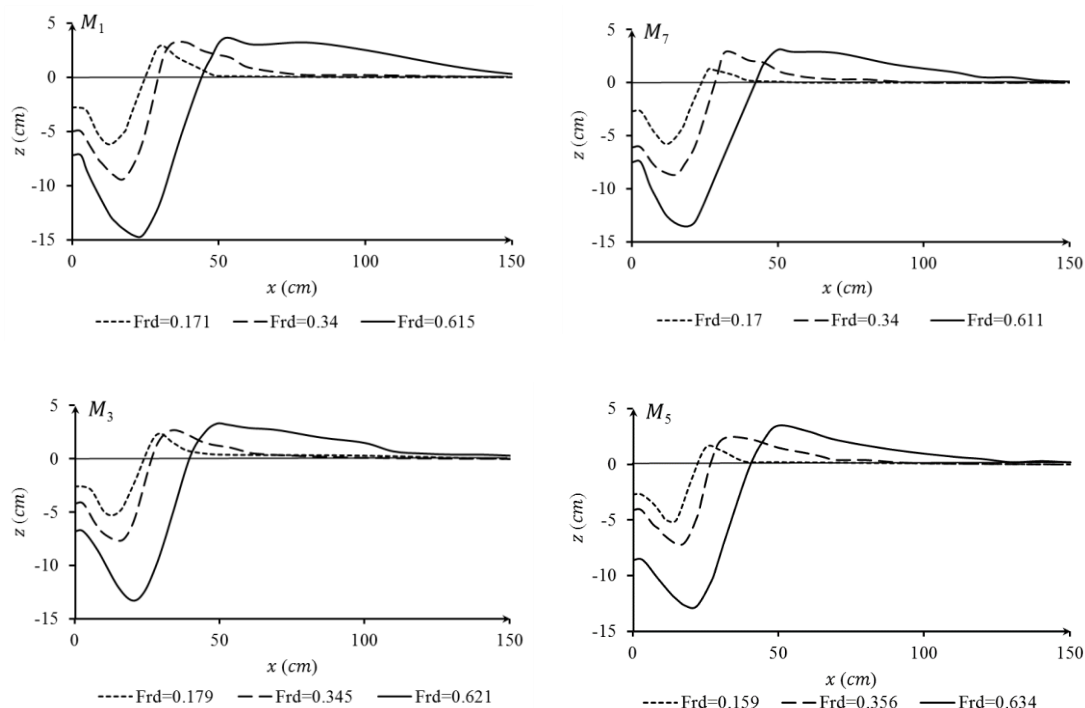 M₁
z (cm)
5
0
-5
-10
-15
0 50 100 150
x (cm)
Frd=0.171 Frd=0.34 Frd=0.615
M₇
z (cm)
5
0
-5
-10
-15
0 50 100 150
x (cm)
Frd=0.17 Frd=0.34 Frd=0.611
M₃
z (cm)
5
0
-5
-10
-15
0 50 100 150
x (cm)
Frd=0.179 Frd=0.345 Frd=0.621
M₅
z (cm)
5
0
-5
-10
-15
0 50 100 150
x (cm)
Frd=0.159 Frd=0.356 Frd=0.634